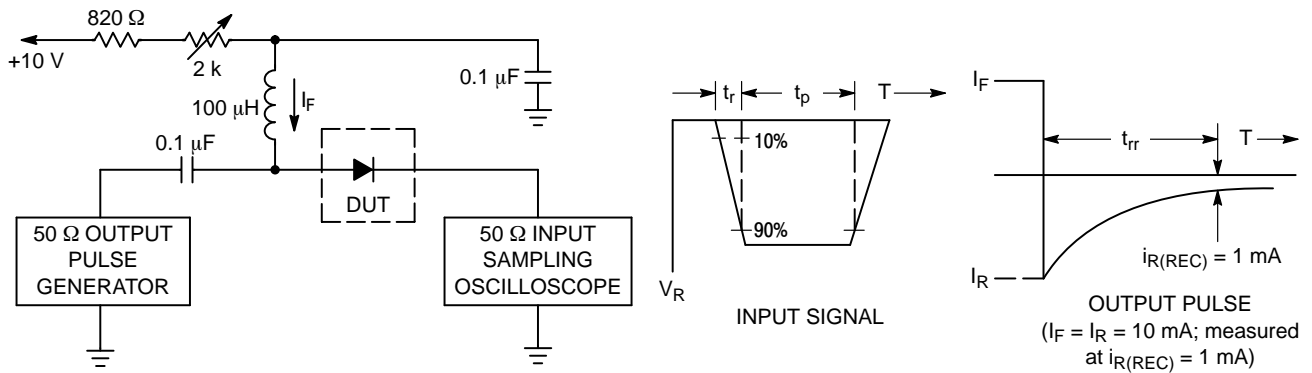 820 Ω
+10 V
2 k
0.1 μF
100 μH
I_F
0.1 μF
DUT
50 Ω OUTPUT
PULSE
GENERATOR
50 Ω INPUT
SAMPLING
OSCILLOSCOPE
t_r
t_p
T
10%
90%
V_R
INPUT SIGNAL
I_F
t_rr
T
i_R(REC) = 1 mA
I_R
OUTPUT PULSE
(I_F = I_R = 10 mA; measured
at i_R(REC) = 1 mA)